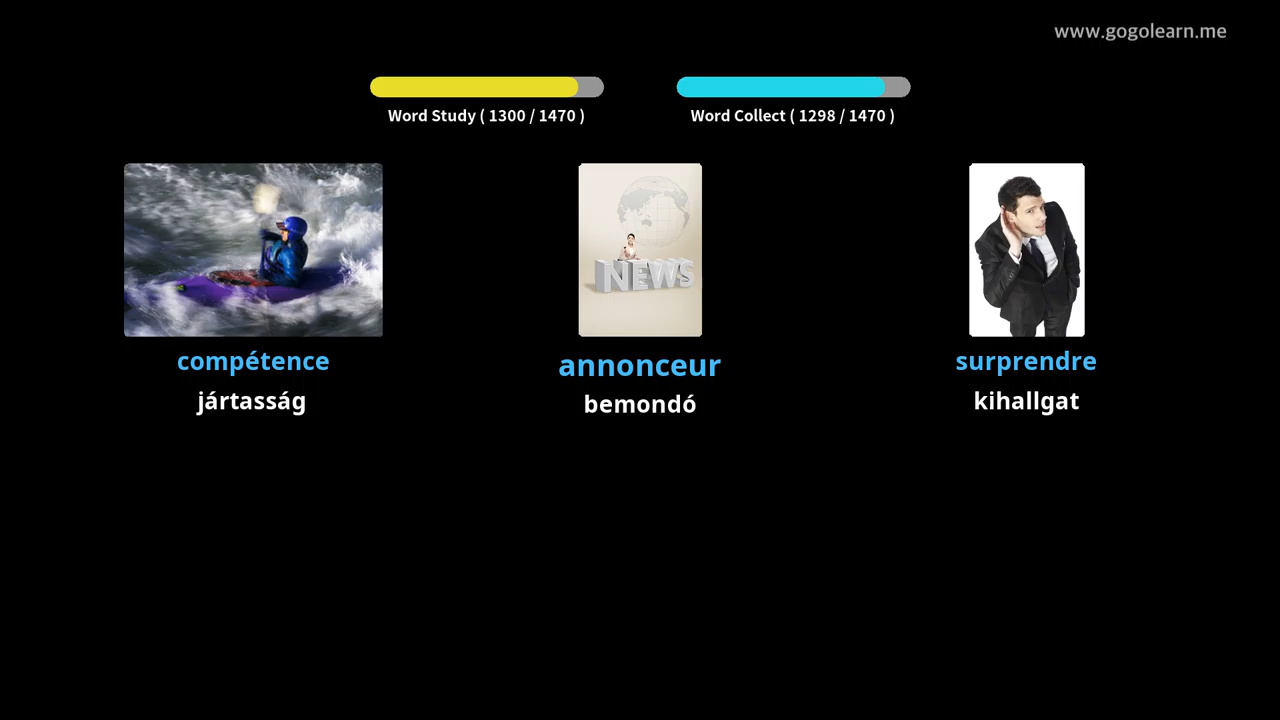 www.gogolearn.me
Word Study ( 1300 / 1470 )
Word Collect ( 1298 / 1470 )
NEWS
compétence
jártasság
annonceur
bemondó
surprendre
kihallgat